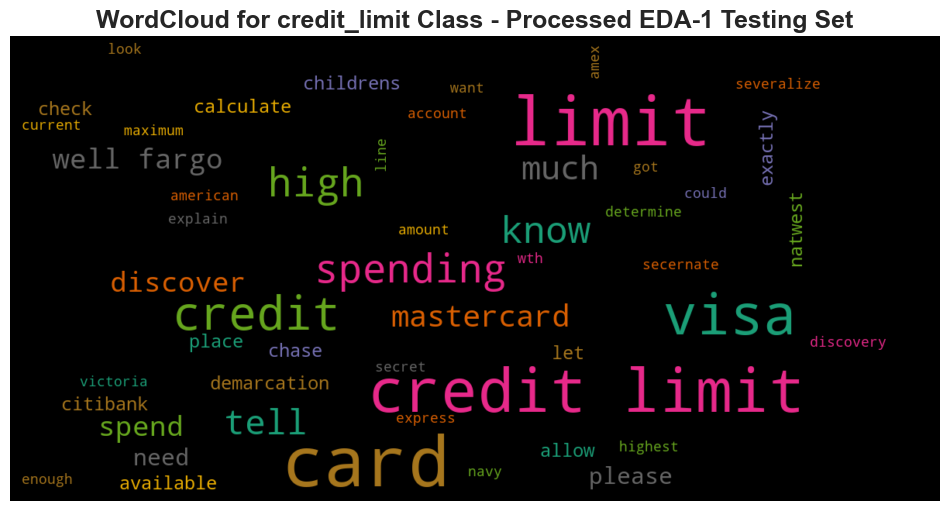 WordCloud for credit_limit Class - Processed EDA-1 Testing Set
look
amex
childrens
want
severalize
check
calculate
account
limit
current
maximum
exactly
well fargo
line
much
got
high
american
could
explain
determine
natwest
amount
know
spending
wth
secernate
discover
credit
mastercard
visa
place
chase
let
discovery
secret
victoria
demarcation
credit limit
citibank
express
spend
tell
card
allow
highest
need
navy
please
enough
available